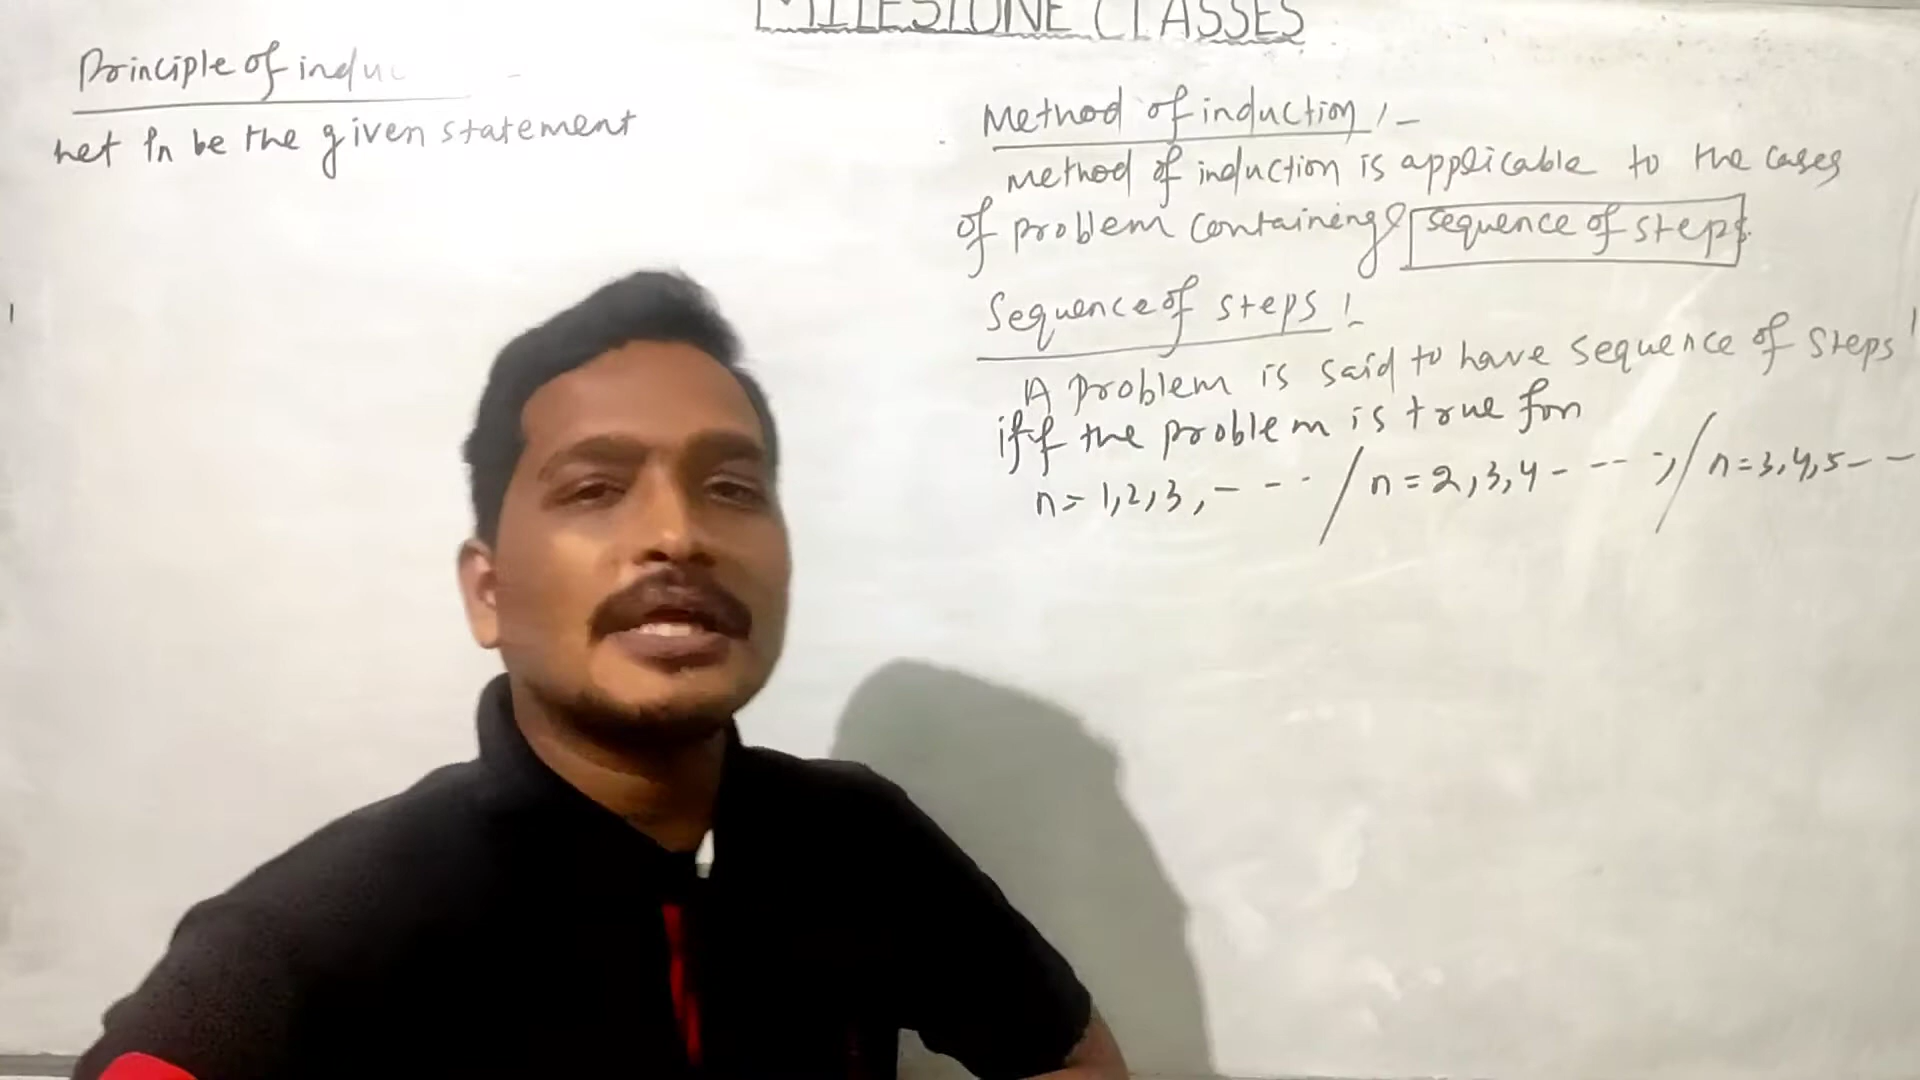 MILESTONE CLASSES
Principle of induc
Let Pn be the given statement
Method of induction :-
Method of induction is applicable to the cases
of problem containing sequence of steps.
Sequence of steps :-
A problem is said to have sequence of steps
iff the problem is true for
n = 1, 2, 3, - - - / n = 2, 3, 4 - - - - , / n = 3, 4, 5 - -